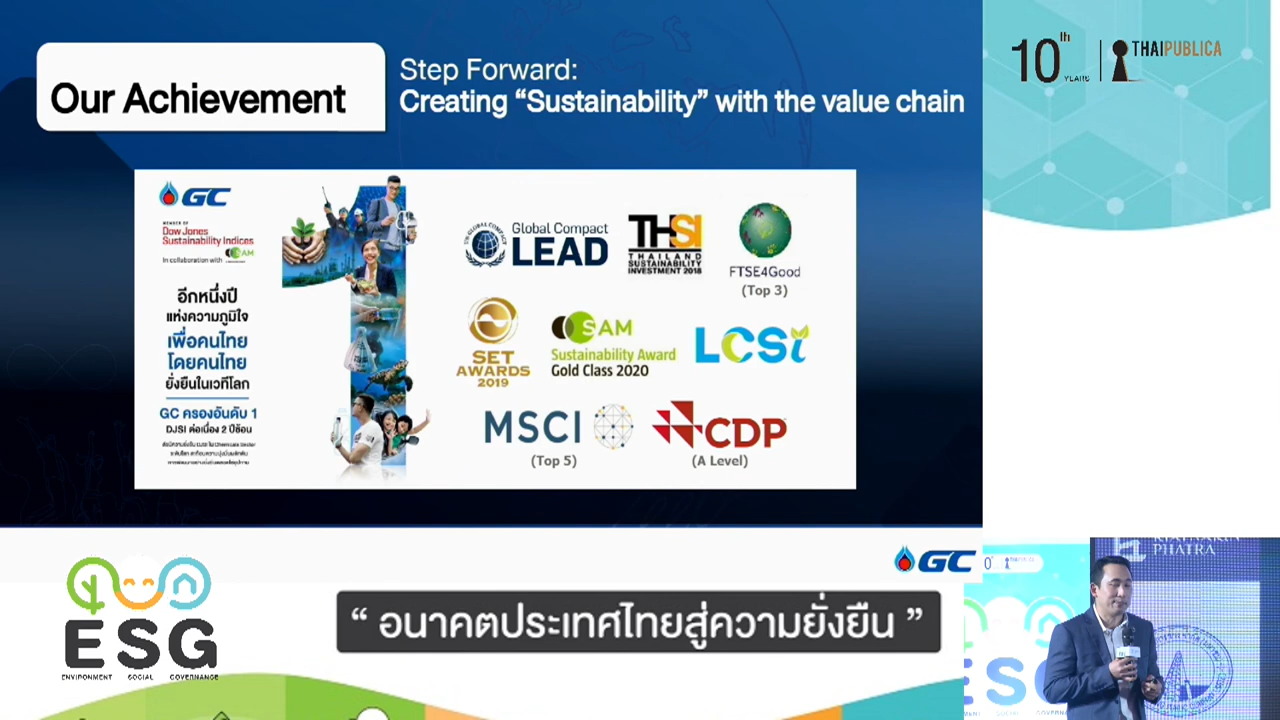 Our Achievement
Step Forward:
Creating “Sustainability” with the value chain
10th YEARS
THAIPUBLICA
GC
MEMBER OF
Dow Jones
Sustainability Indices
In collaboration with SAM
อีกหนึ่งปี
แห่งความภูมิใจ
เพื่อคนไทย
โดยคนไทย
ยั่งยืนในเวทีโลก
GC ครองอันดับ 1
DJSI ต่อเนื่อง 2 ปีซ้อน
Global Compact
LEAD
THSI
THAILAND
SUSTAINABILITY
INVESTMENT 2018
FTSE4Good
(Top 3)
SET
AWARDS
2019
SAM
Sustainability Award
Gold Class 2020
LCSi
MSCI
(Top 5)
CDP
(A Level)
GC
ESG
ENVIRONMENT SOCIAL GOVERNANCE
“ อนาคตประเทศไทยสู่ความยั่งยืน ”
PHATRA
ESG
SOCIAL